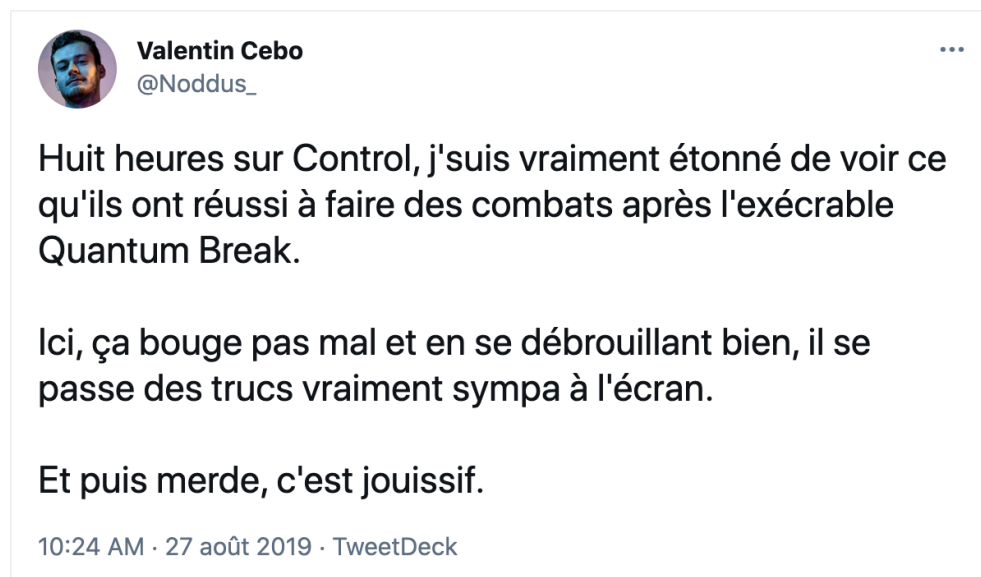 Valentin Cebo
@Noddus_
Huit heures sur Control, j'suis vraiment étonné de voir ce
qu'ils ont réussi à faire des combats après l'exécrable
Quantum Break.
Ici, ça bouge pas mal et en se débrouillant bien, il se
passe des trucs vraiment sympa à l'écran.
Et puis merde, c'est jouissif.
10:24 AM · 27 août 2019 · TweetDeck